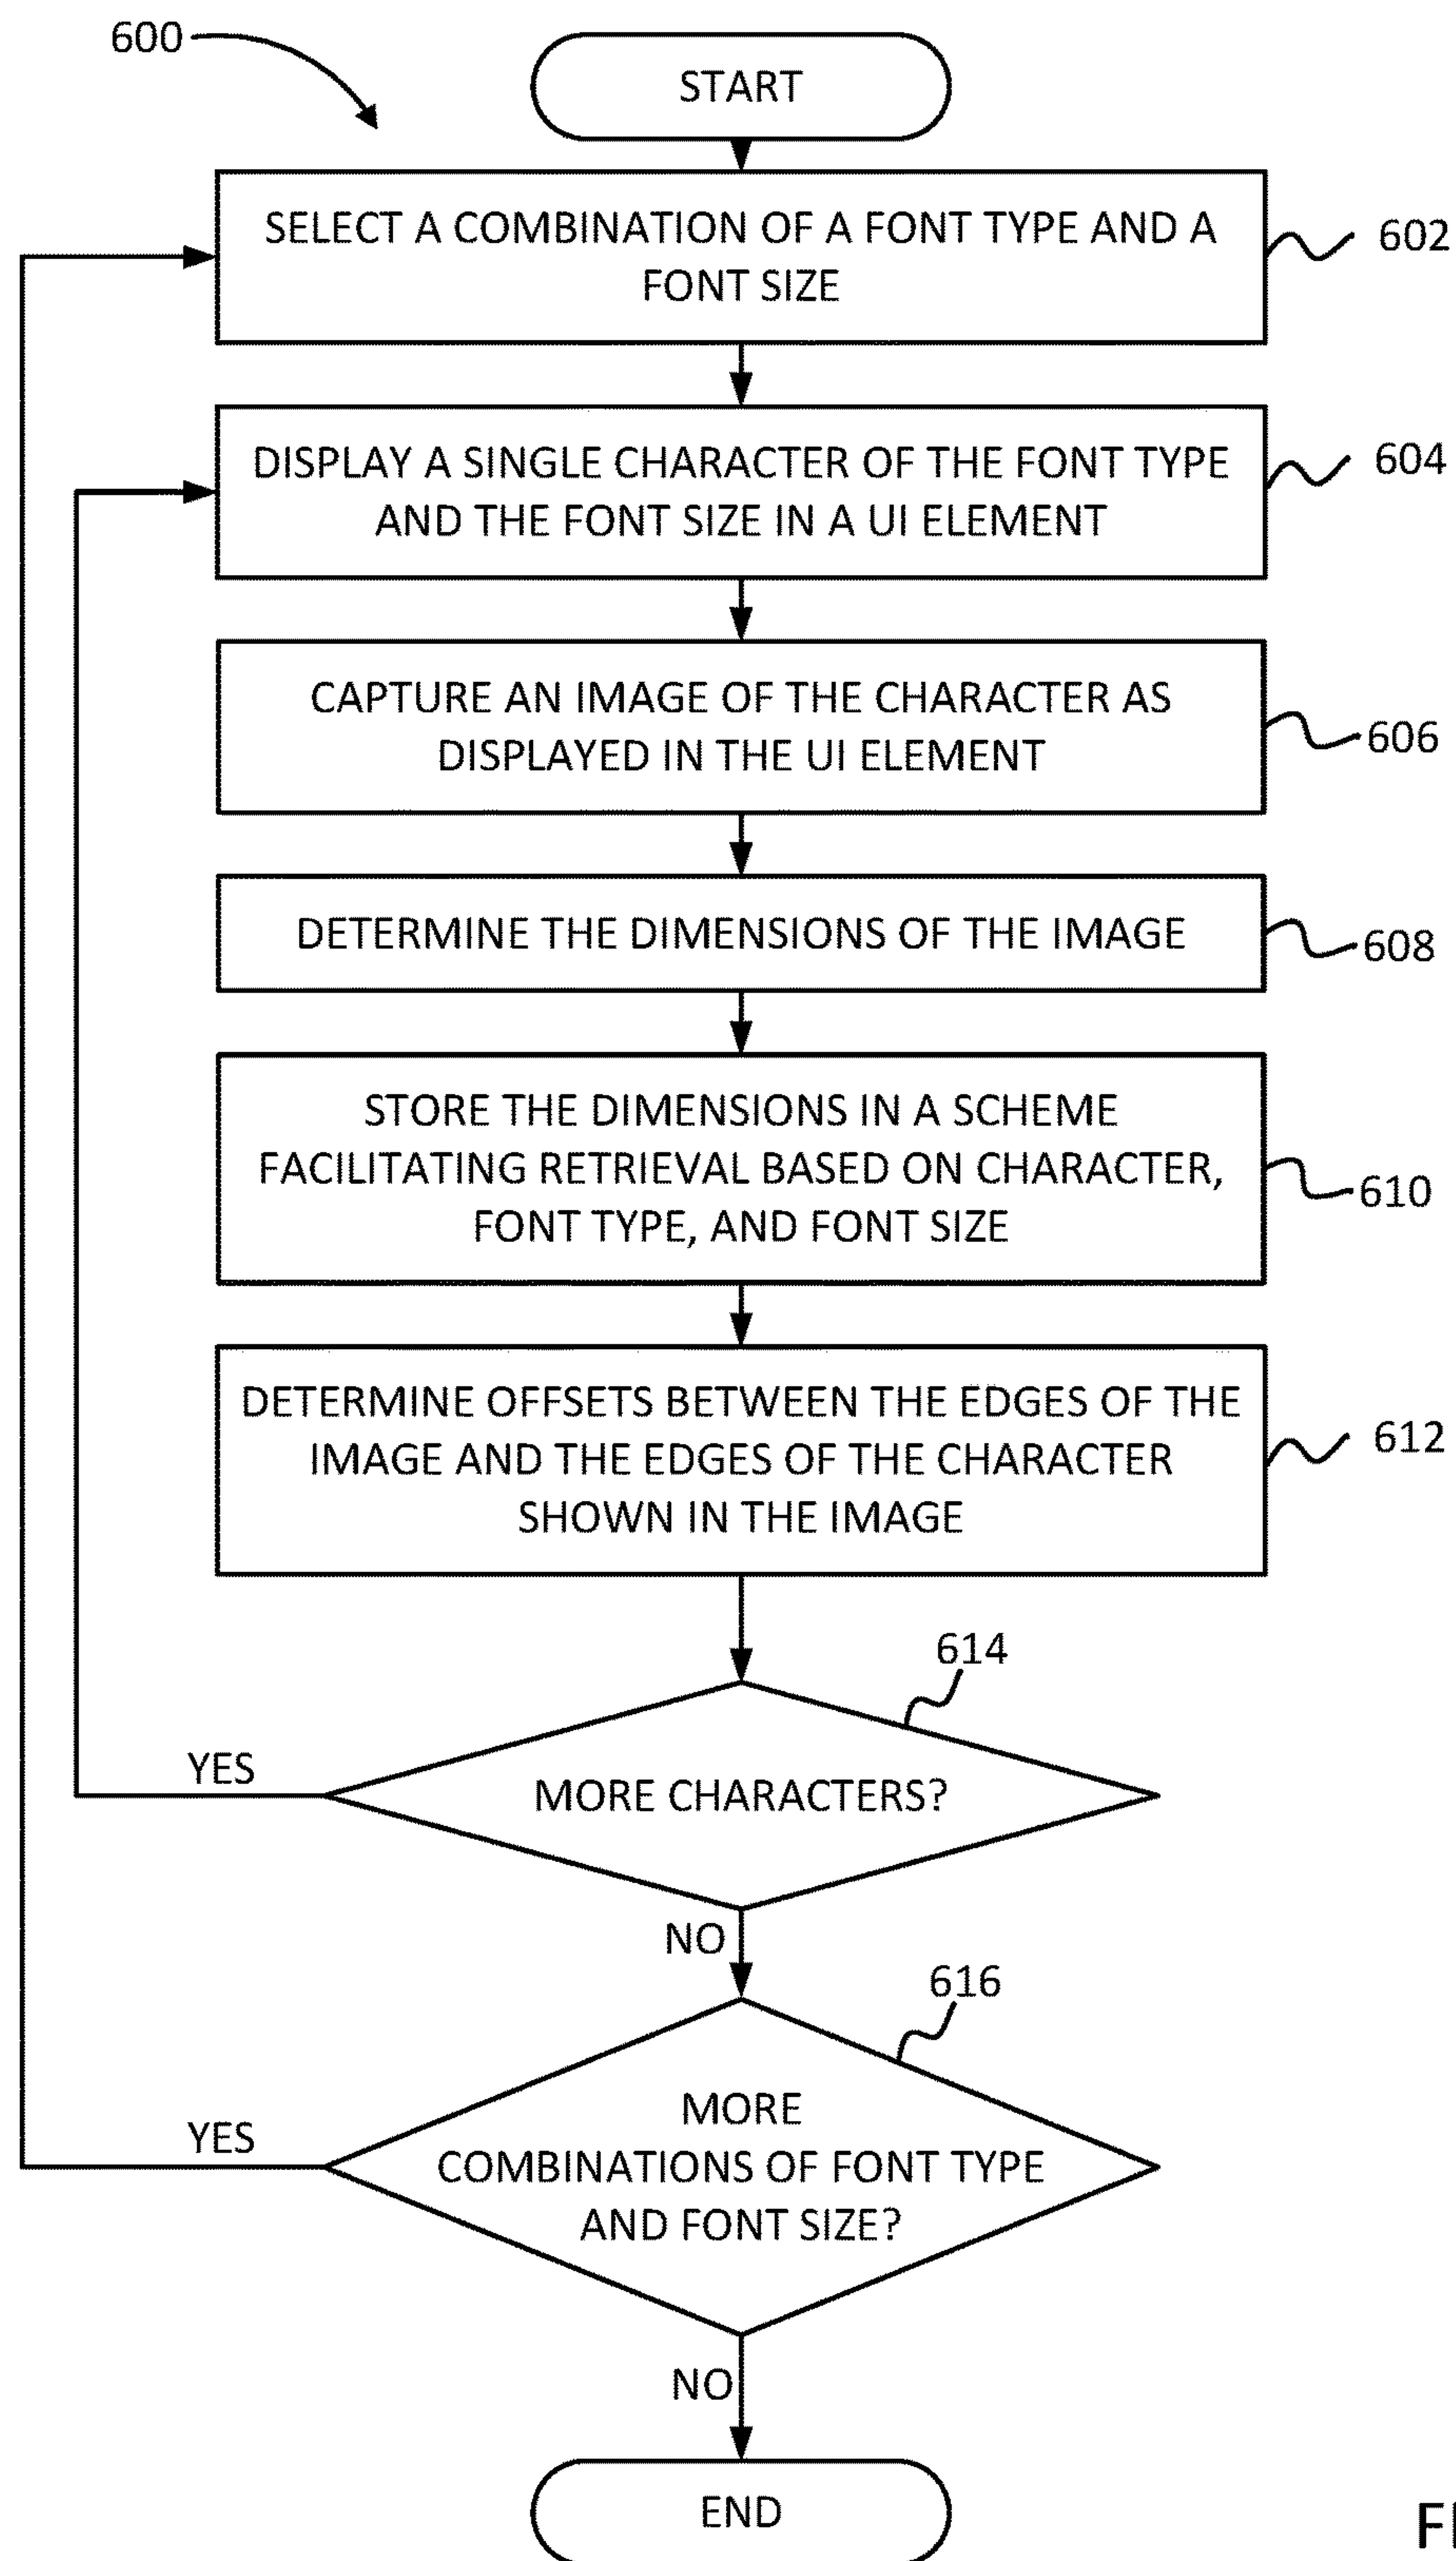 600
START
SELECT A COMBINATION OF A FONT TYPE AND A
FONT SIZE
602
DISPLAY A SINGLE CHARACTER OF THE FONT TYPE
AND THE FONT SIZE IN A UI ELEMENT
604
CAPTURE AN IMAGE OF THE CHARACTER AS
DISPLAYED IN THE UI ELEMENT
606
DETERMINE THE DIMENSIONS OF THE IMAGE
608
STORE THE DIMENSIONS IN A SCHEME
FACILITATING RETRIEVAL BASED ON CHARACTER,
FONT TYPE, AND FONT SIZE
610
DETERMINE OFFSETS BETWEEN THE EDGES OF THE
IMAGE AND THE EDGES OF THE CHARACTER
SHOWN IN THE IMAGE
612
614
YES
MORE CHARACTERS?
NO
616
YES
MORE
COMBINATIONS OF FONT TYPE
AND FONT SIZE?
NO
END